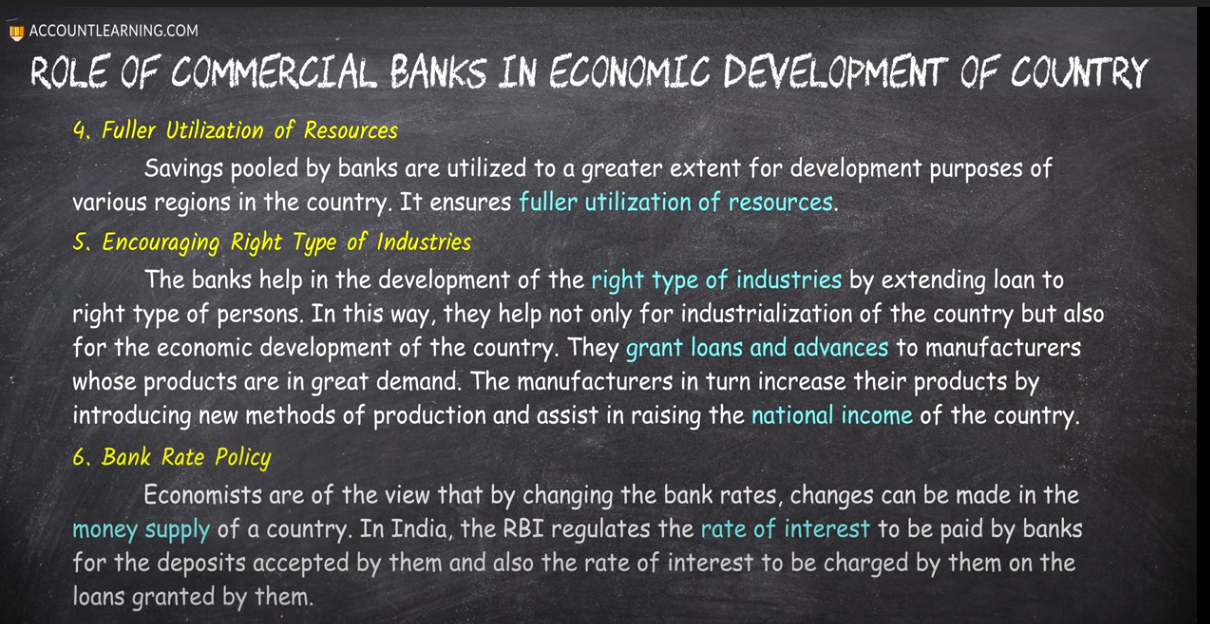 ACCOUNTLEARNING.COM
ROLE OF COMMERCIAL BANKS IN ECONOMIC DEVELOPMENT OF COUNTRY
4. Fuller Utilization of Resources
Savings pooled by banks are utilized to a greater extent for development purposes of
various regions in the country. It ensures fuller utilization of resources.
5. Encouraging Right Type of Industries
The banks help in the development of the right type of industries by extending loan to
right type of persons. In this way, they help not only for industrialization of the country but also
for the economic development of the country. They grant loans and advances to manufacturers
whose products are in great demand. The manufacturers in turn increase their products by
introducing new methods of production and assist in raising the national income of the country.
6. Bank Rate Policy
Economists are of the view that by changing the bank rates, changes can be made in the
money supply of a country. In India, the RBI regulates the rate of interest to be paid by banks
for the deposits accepted by them and also the rate of interest to be charged by them on the
loans granted by them.